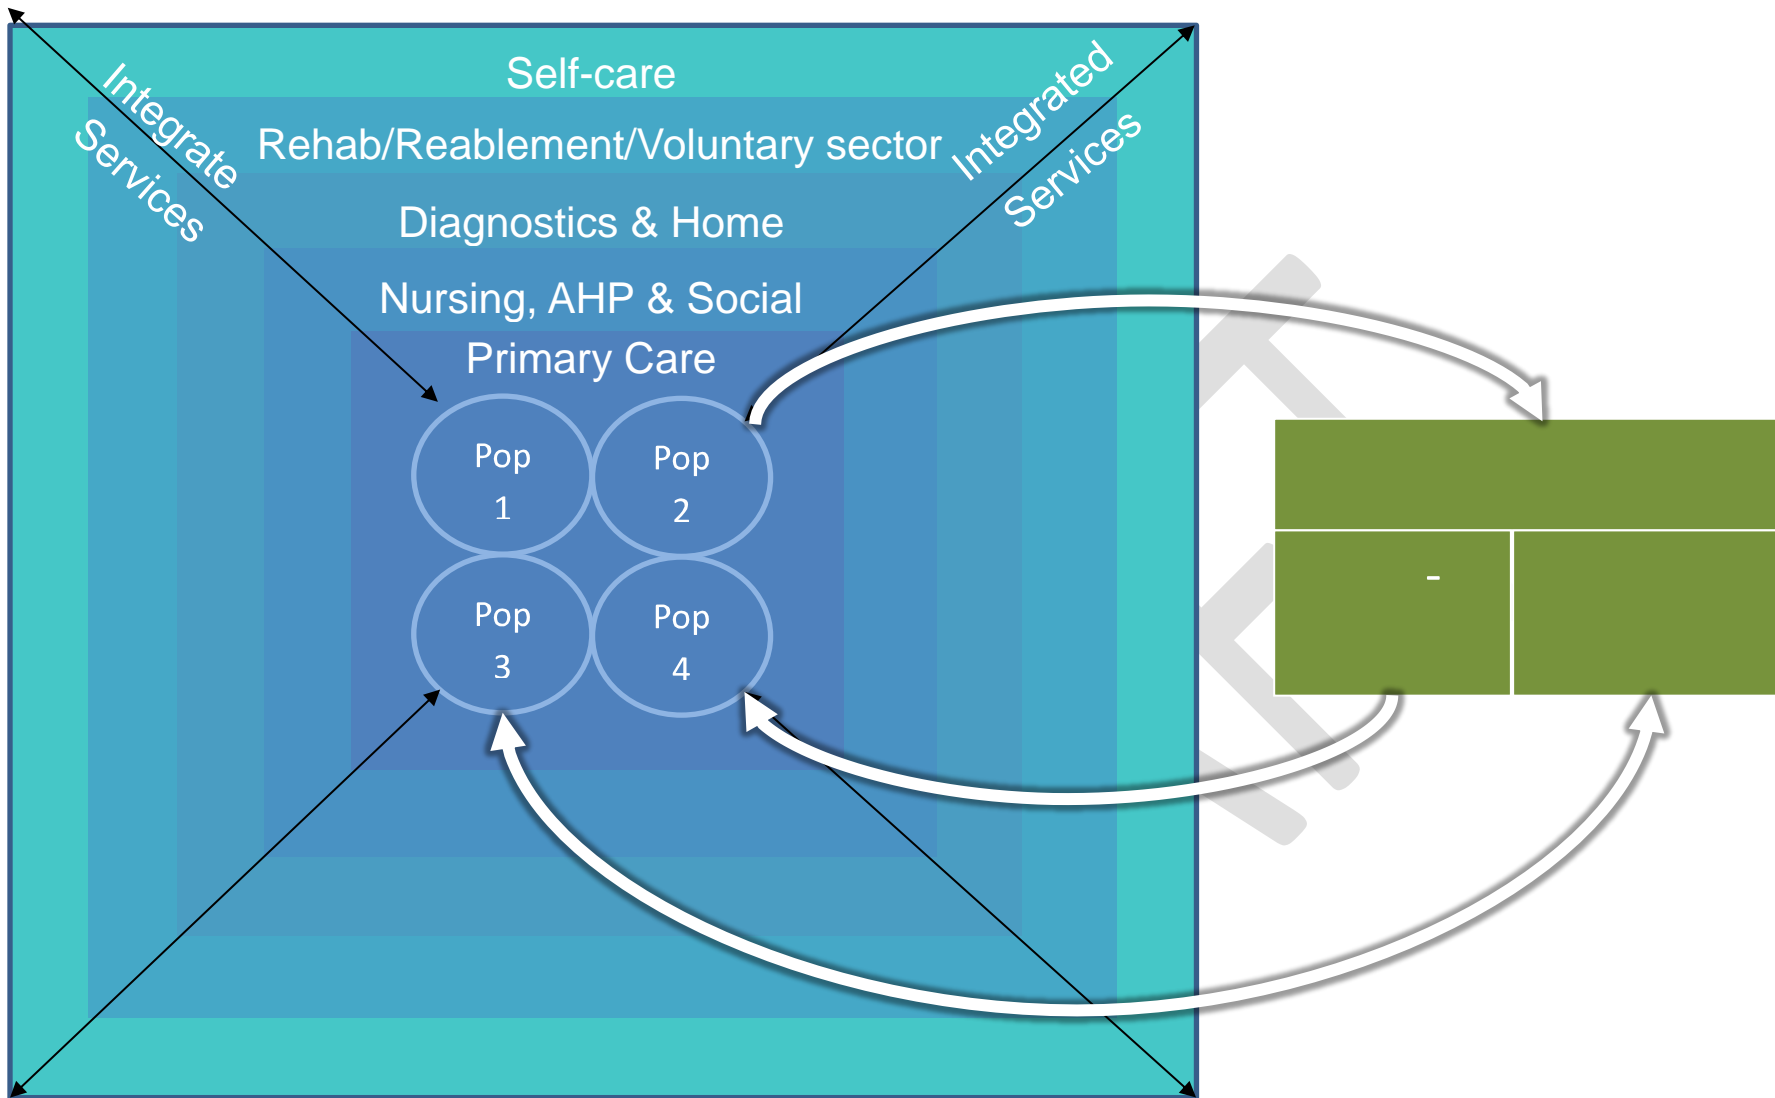 Self-care
Integrate
Services
Integrated
Services
Rehab/Reablement/Voluntary sector
Diagnostics & Home
Nursing, AHP & Social
Primary Care
Pop
1
Pop
2
Pop
3
Pop
4
-